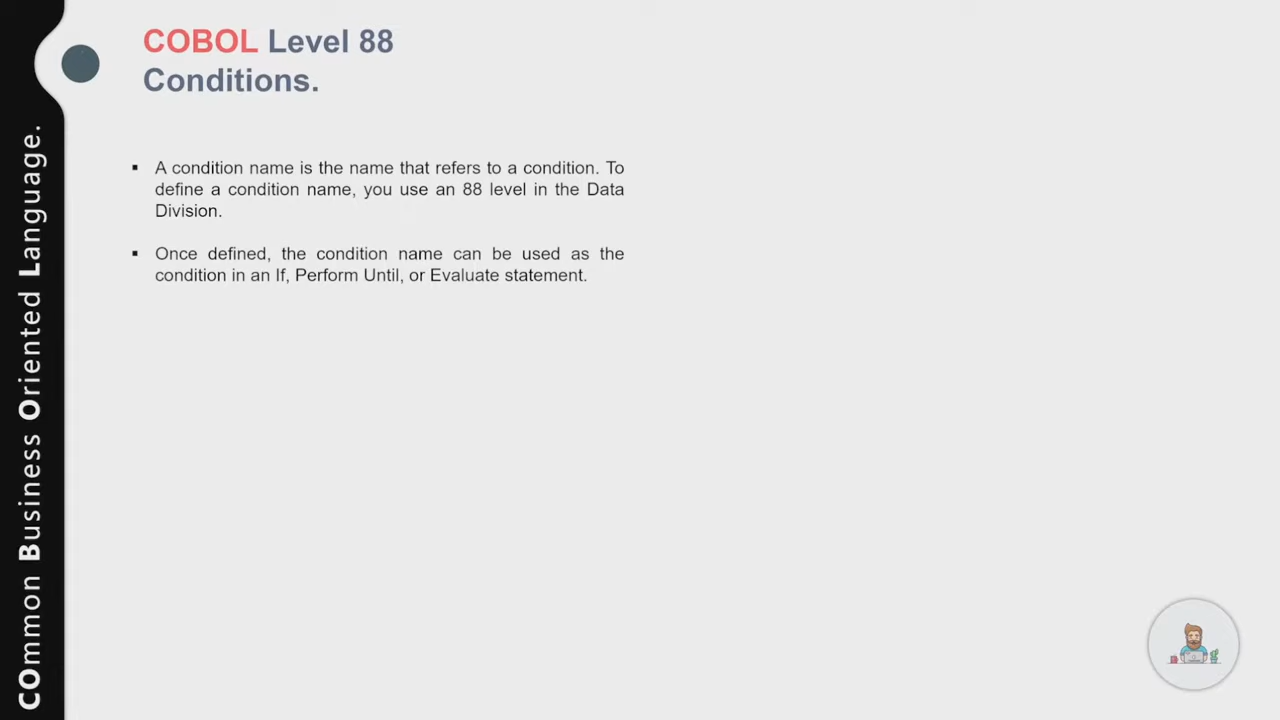 COBOL Level 88
Conditions.
▪ A condition name is the name that refers to a condition. To
define a condition name, you use an 88 level in the Data
Division.
▪ Once defined, the condition name can be used as the
condition in an If, Perform Until, or Evaluate statement.
COmmon Business Oriented Language.